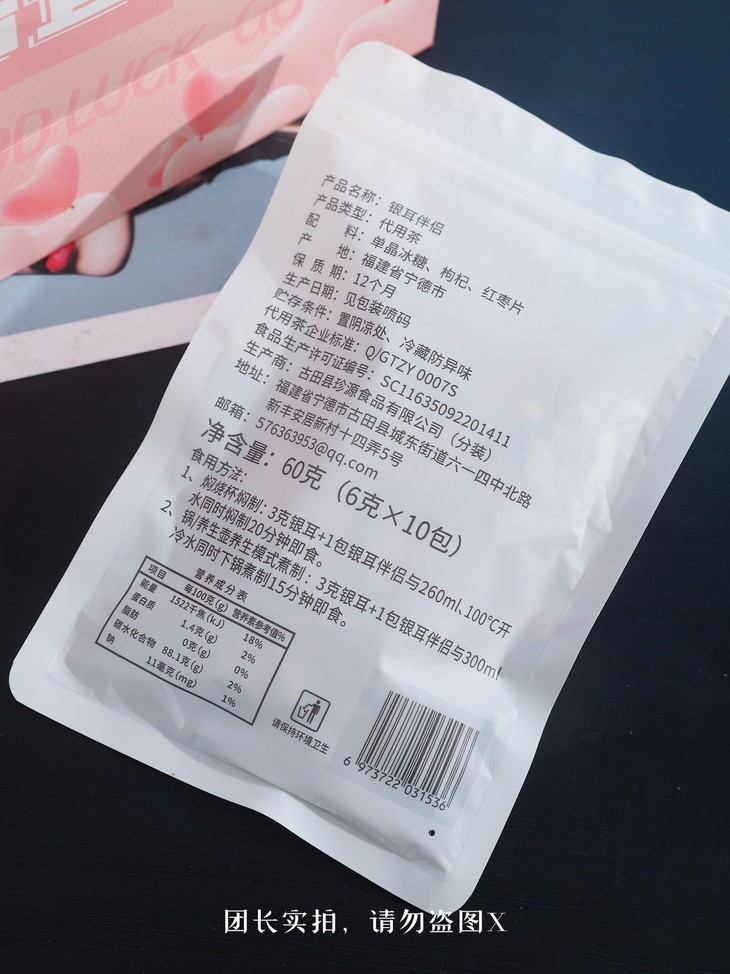 OD LUCK GO
产品名称：银耳伴侣
产品类型：代用茶
配料：单晶冰糖、枸杞、红枣片
产地：福建省宁德市
保质期：12个月
生产日期：见包装喷码
贮存条件：置阴凉处、冷藏防异味
代用茶企业标准：Q/GTZY 0007S
食品生产许可证编号：SC11635092201411
生产商：古田县珍源食品有限公司（分装）
地址：福建省宁德市古田县城东街道六一四中北路
新丰安居新村十四弄5号
邮箱：576363953@qq.com
净含量：60克（6克×10包）
食用方法：
1、焖烧杯焖制：3克银耳+1包银耳伴侣与260ml、100℃开
水同时焖制20分钟即食。
2、锅/养生壶养生模式煮制：3克银耳+1包银耳伴侣与300ml
冷水同时下锅煮制15分钟即食。
营养成分表
项目 每100克(g) 营养素参考值%
能量 1522千焦(kJ) 18%
蛋白质 1.4克(g) 2%
脂肪 0克(g) 0%
碳水化合物 88.1克(g) 2%
钠 11毫克(mg) 1%
请保持环境卫生
6 973722 031536
团长实拍，请勿盗图X